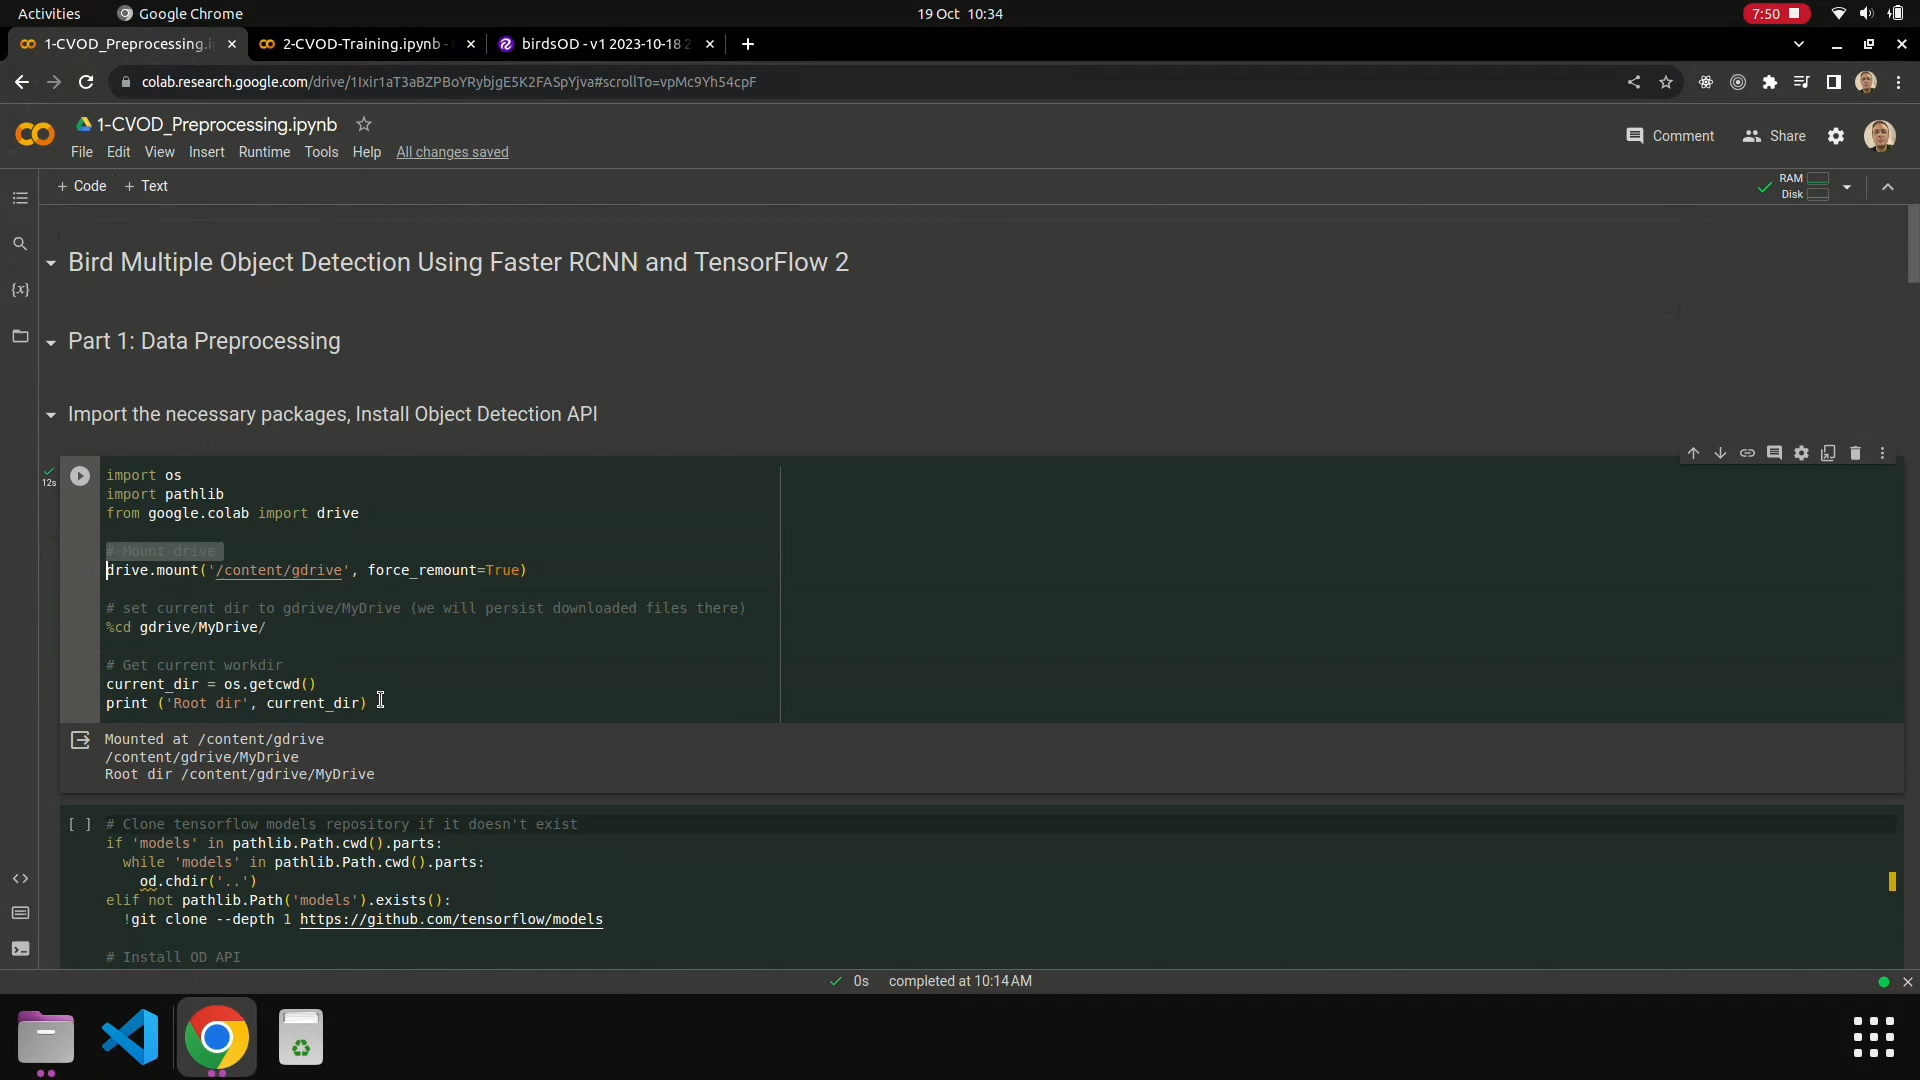 Activities
Google Chrome
19 Oct 10:34
7:50
1-CVOD_Preprocessing.i
2-CVOD-Training.ipynb -
birdsOD - v1 2023-10-18 2
colab.research.google.com/drive/1Ixir1aT3aBZPBoYRybjgE5K2FASpYjva#scrollTo=vpMc9Yh54cpF
1-CVOD_Preprocessing.ipynb
Comment
Share
File Edit View Insert Runtime Tools Help All changes saved
+ Code + Text
RAM
Disk
{x}
Bird Multiple Object Detection Using Faster RCNN and TensorFlow 2
Part 1: Data Preprocessing
Import the necessary packages, Install Object Detection API
12s
import os
import pathlib
from google.colab import drive
# Mount drive
drive.mount('/content/gdrive', force_remount=True)
# set current dir to gdrive/MyDrive (we will persist downloaded files there)
%cd gdrive/MyDrive/
# Get current workdir
current_dir = os.getcwd()
print ('Root dir', current_dir)
Mounted at /content/gdrive
/content/gdrive/MyDrive
Root dir /content/gdrive/MyDrive
[ ] # Clone tensorflow models repository if it doesn't exist
if 'models' in pathlib.Path.cwd().parts:
while 'models' in pathlib.Path.cwd().parts:
od.chdir('..')
elif not pathlib.Path('models').exists():
!git clone --depth 1 https://github.com/tensorflow/models
# Install OD API
0s completed at 10:14 AM